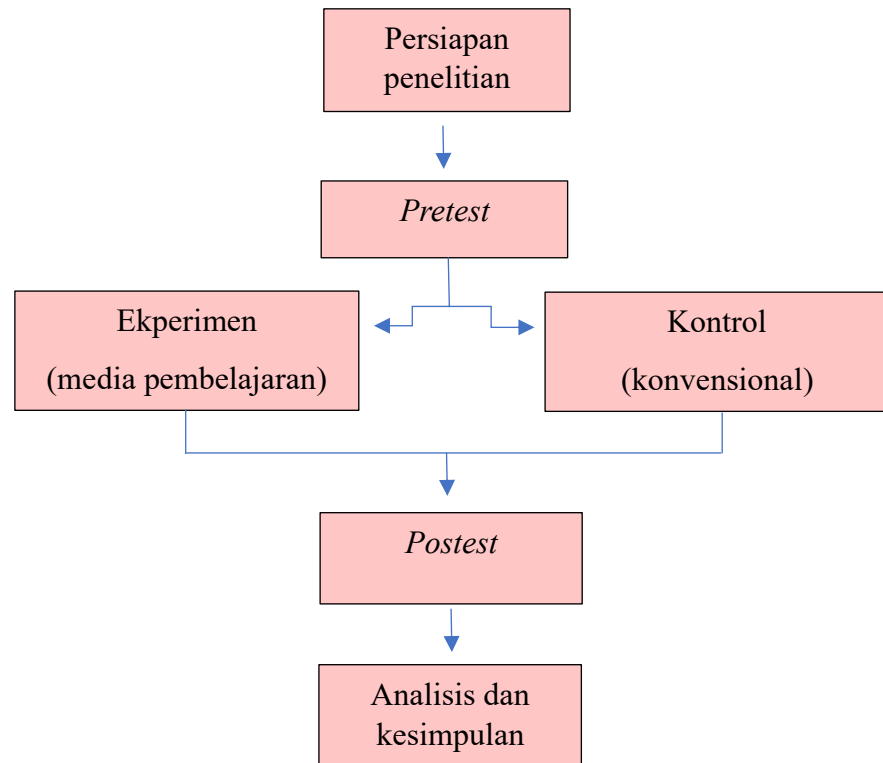 Persiapan
penelitian
Pretest
Ekperimen
(media pembelajaran)
Kontrol
(konvensional)
Postest
Analisis dan
kesimpulan